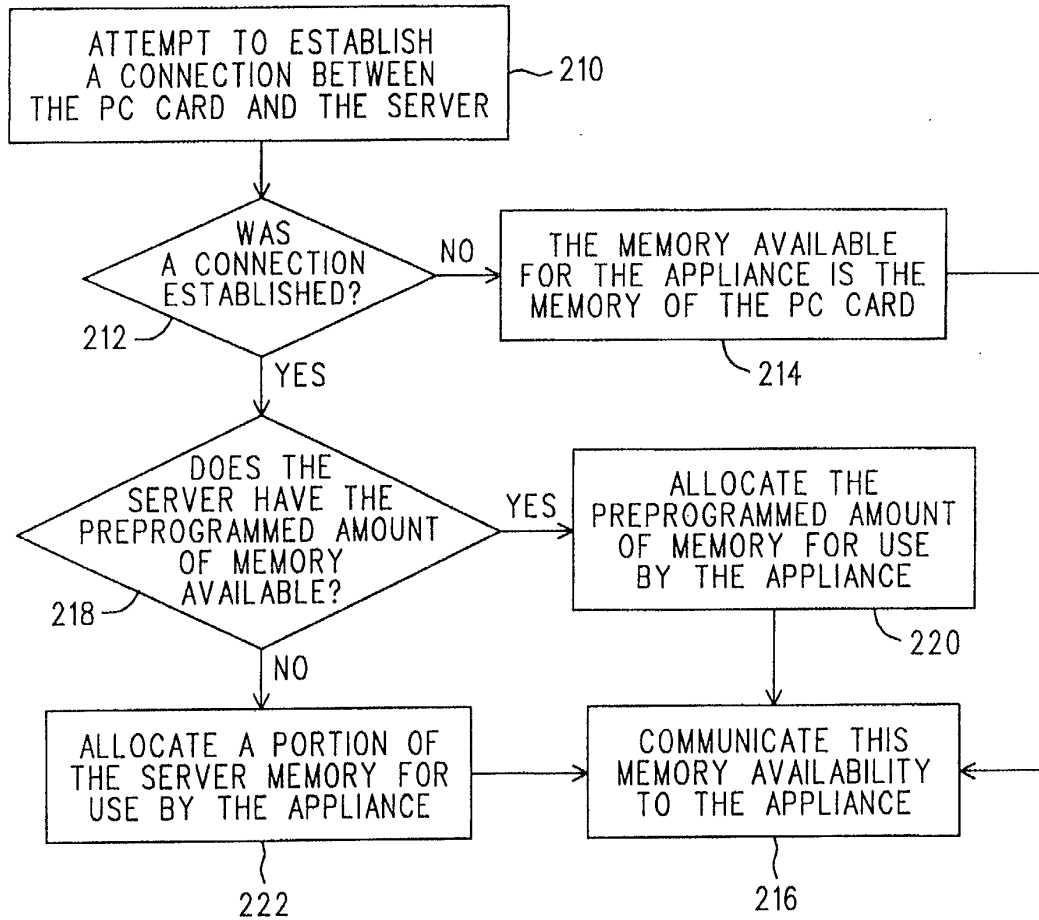 ATTEMPT TO ESTABLISH
A CONNECTION BETWEEN
THE PC CARD AND THE SERVER
210
WAS
A CONNECTION
ESTABLISHED?
212
NO
THE MEMORY AVAILABLE
FOR THE APPLIANCE IS THE
MEMORY OF THE PC CARD
214
YES
DOES THE
SERVER HAVE THE
PREPROGRAMMED AMOUNT
OF MEMORY
AVAILABLE?
218
YES
ALLOCATE THE
PREPROGRAMMED AMOUNT
OF MEMORY FOR USE
BY THE APPLIANCE
220
NO
ALLOCATE A PORTION OF
THE SERVER MEMORY FOR
USE BY THE APPLIANCE
222
COMMUNICATE THIS
MEMORY AVAILABILITY
TO THE APPLIANCE
216